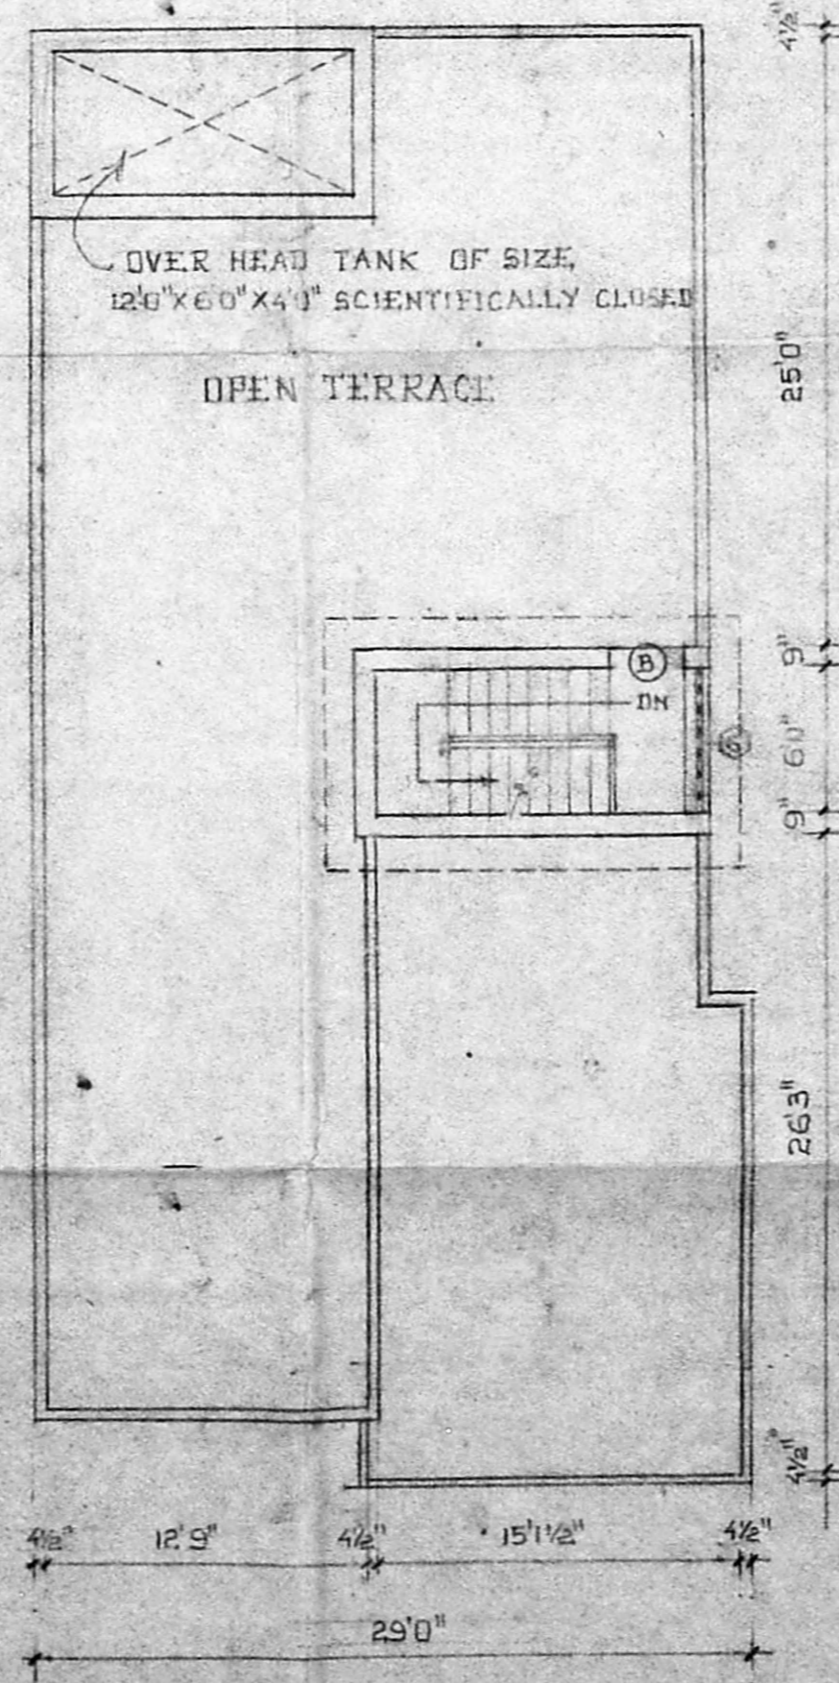 4½"
OVER HEAD TANK OF SIZE
12'0"X6'0"X4'0" SCIENTIFICALLY CLOSED
25'0"
OPEN TERRACE
9"
B
DN
6'0"
9"
26'3"
4½"
4½" 12'9" 4½" 15'1½" 4½"
29'0"